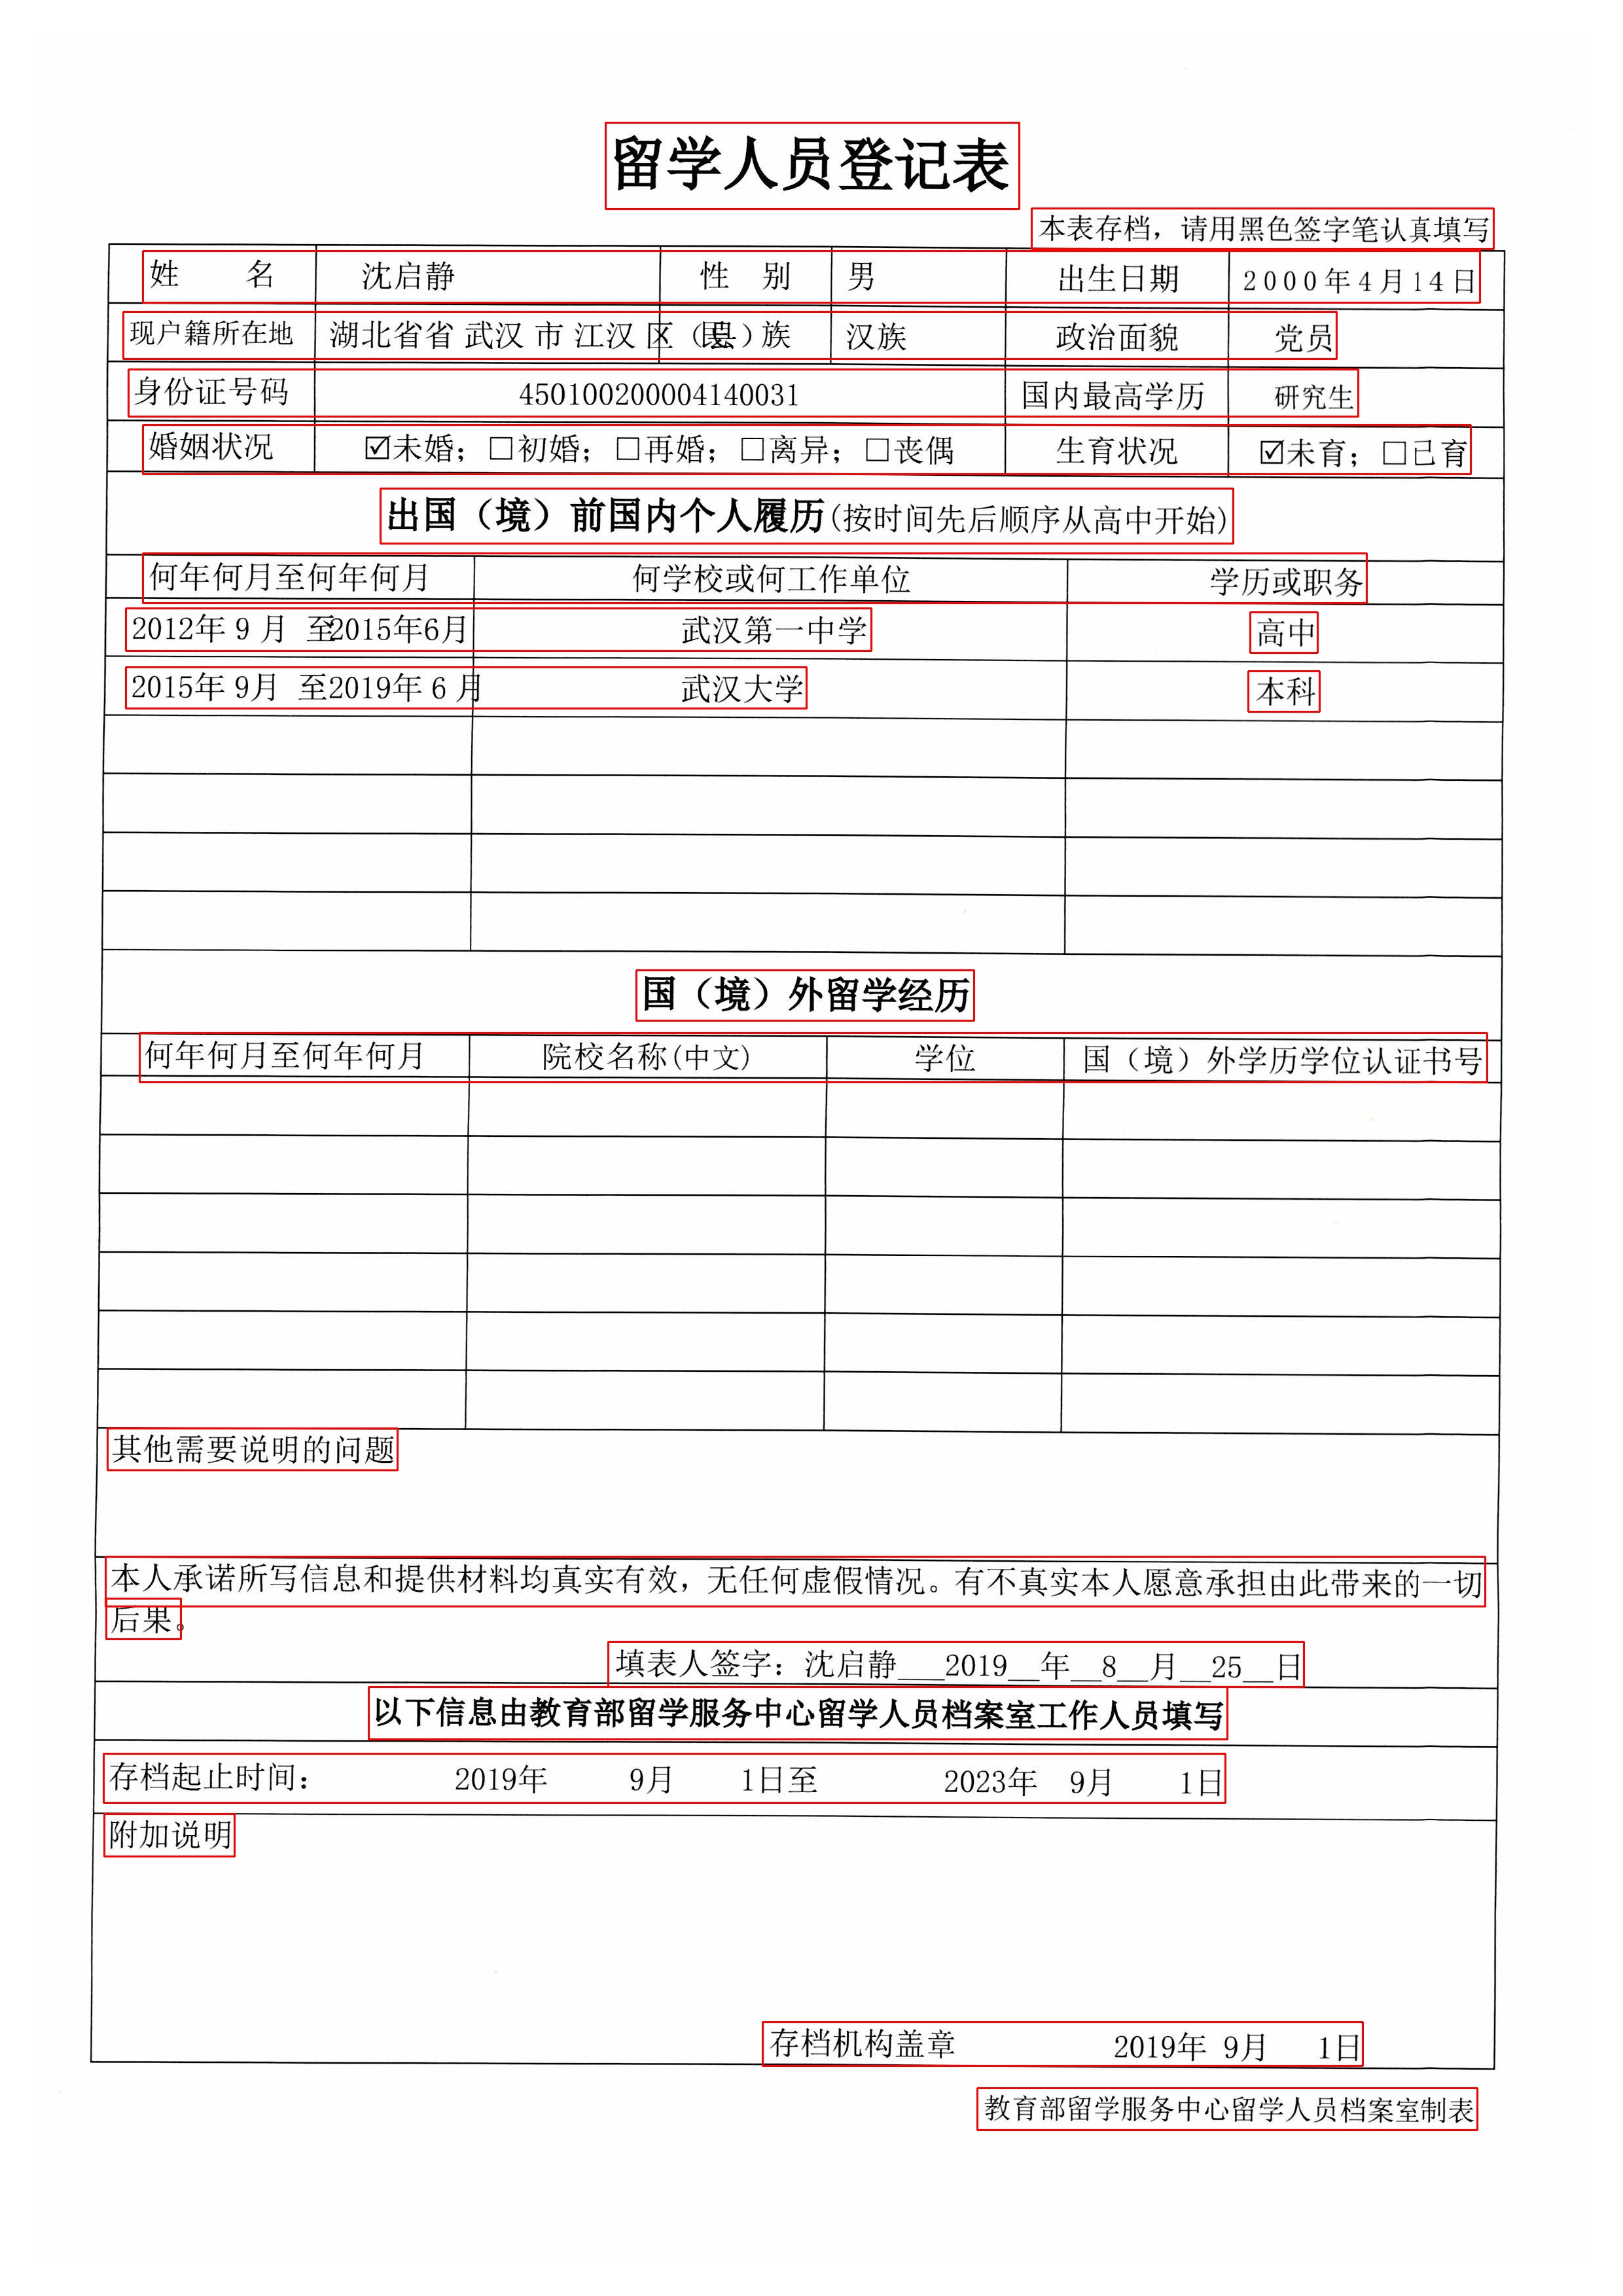 留学人员登记表
本表存档，请用黑色签字笔认真填写
姓 名 沈启静 性 别 男 出生日期 2000年4月14日
现户籍所在地 湖北省省 武汉 市 江汉 区（县） 民族 汉族 政治面貌 党员
身份证号码 450100200004140031 国内最高学历 研究生
婚姻状况 ☑未婚；□初婚；□再婚；□离异；□丧偶 生育状况 ☑未育；□已育
出国（境）前国内个人履历(按时间先后顺序从高中开始)
何年何月至何年何月 何学校或何工作单位 学历或职务
2012年 9 月 至2015年6月 武汉第一中学 高中
2015年 9月 至2019年 6 月 武汉大学 本科
国（境）外留学经历
何年何月至何年何月 院校名称(中文) 学位 国（境）外学历学位认证书号
其他需要说明的问题
本人承诺所写信息和提供材料均真实有效，无任何虚假情况。有不真实本人愿意承担由此带来的一切
后果。
填表人签字：沈启静___2019__年__8__月__25__日
以下信息由教育部留学服务中心留学人员档案室工作人员填写
存档起止时间： 2019年 9月 1日至 2023年 9月 1日
附加说明
存档机构盖章 2019年 9月 1日
教育部留学服务中心留学人员档案室制表